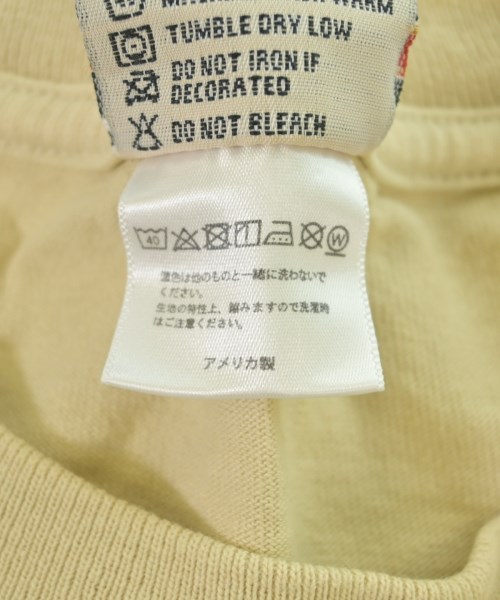 WARM
TUMBLE DRY LOW
DO NOT IRON IF
DECORATED
DO NOT BLEACH
40
W
濃色は他のものと一緒に洗わないで
ください。
生地の特性上、縮みますので洗濯時
はご注意ください。
アメリカ製